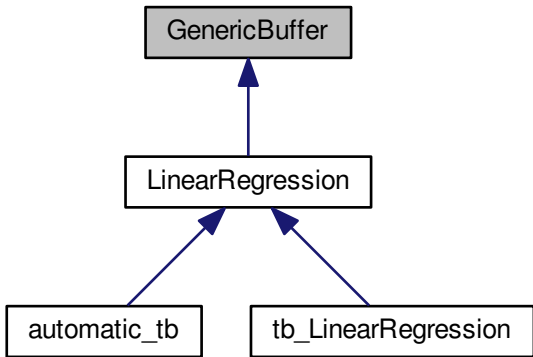 GenericBuffer
LinearRegression
automatic_tb
tb_LinearRegression